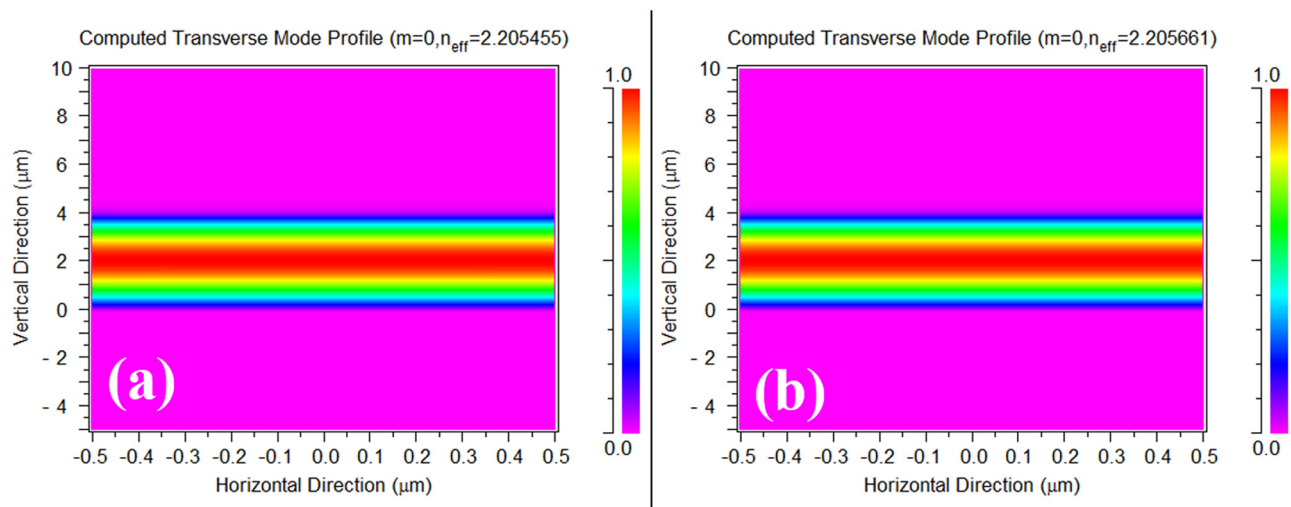 Computed Transverse Mode Profile (m=0,neff=2.205455)
1.0
10
8
6
4
2
0
- 2
- 4
Vertical Direction (μm)
(a)
0.0
-0.5 -0.4 -0.3 -0.2 -0.1 0.0 0.1 0.2 0.3 0.4 0.5
Horizontal Direction (μm)
Computed Transverse Mode Profile (m=0,neff=2.205661)
1.0
10
8
6
4
2
0
- 2
- 4
Vertical Direction (μm)
(b)
0.0
-0.5 -0.4 -0.3 -0.2 -0.1 0.0 0.1 0.2 0.3 0.4 0.5
Horizontal Direction (μm)